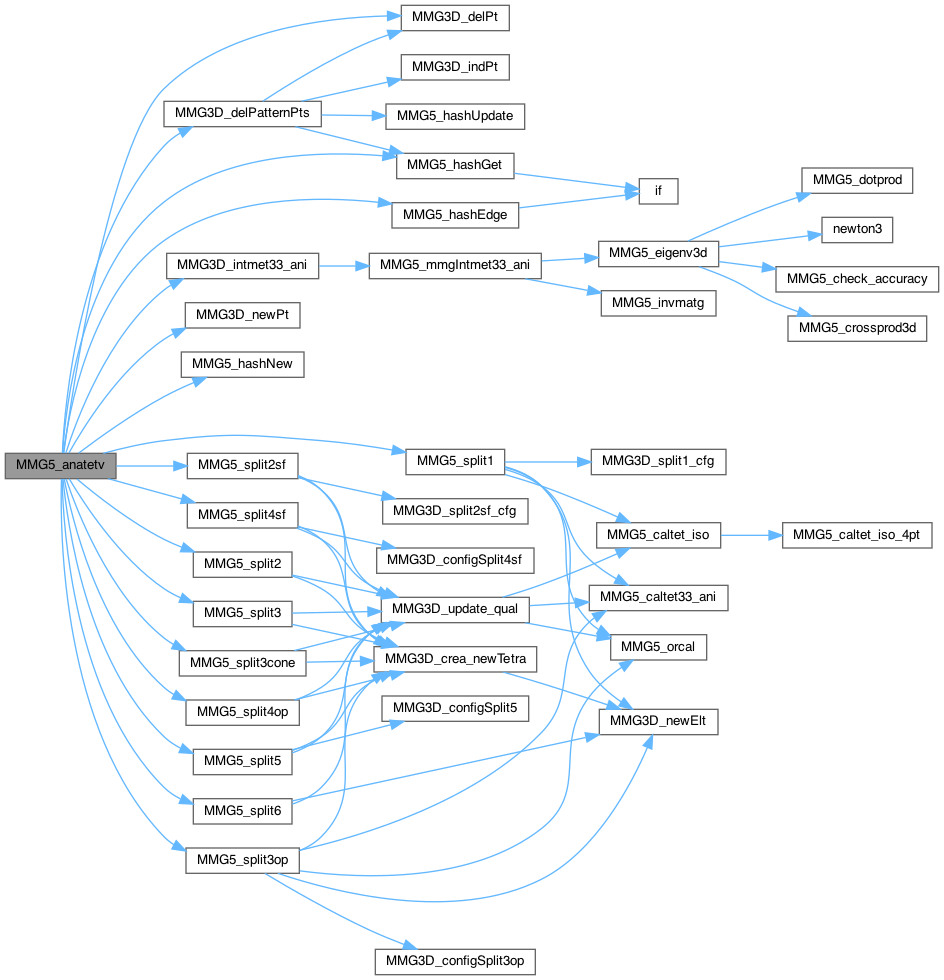 MMG5_anatetv
MMG3D_delPt
MMG3D_indPt
MMG3D_delPatternPts
MMG5_hashUpdate
MMG5_hashGet
if
MMG5_hashEdge
MMG5_dotprod
newton3
MMG5_eigenv3d
MMG3D_intmet33_ani
MMG5_mmgIntmet33_ani
MMG5_check_accuracy
MMG5_invmatg
MMG3D_newPt
MMG5_crossprod3d
MMG5_hashNew
MMG5_split1
MMG3D_split1_cfg
MMG5_split2sf
MMG3D_split2sf_cfg
MMG5_split4sf
MMG5_caltet_iso
MMG5_caltet_iso_4pt
MMG3D_configSplit4sf
MMG5_split2
MMG5_caltet33_ani
MMG3D_update_qual
MMG5_split3
MMG5_orcal
MMG3D_crea_newTetra
MMG5_split3cone
MMG3D_configSplit5
MMG5_split4op
MMG3D_newElt
MMG5_split5
MMG5_split6
MMG5_split3op
MMG3D_configSplit3op